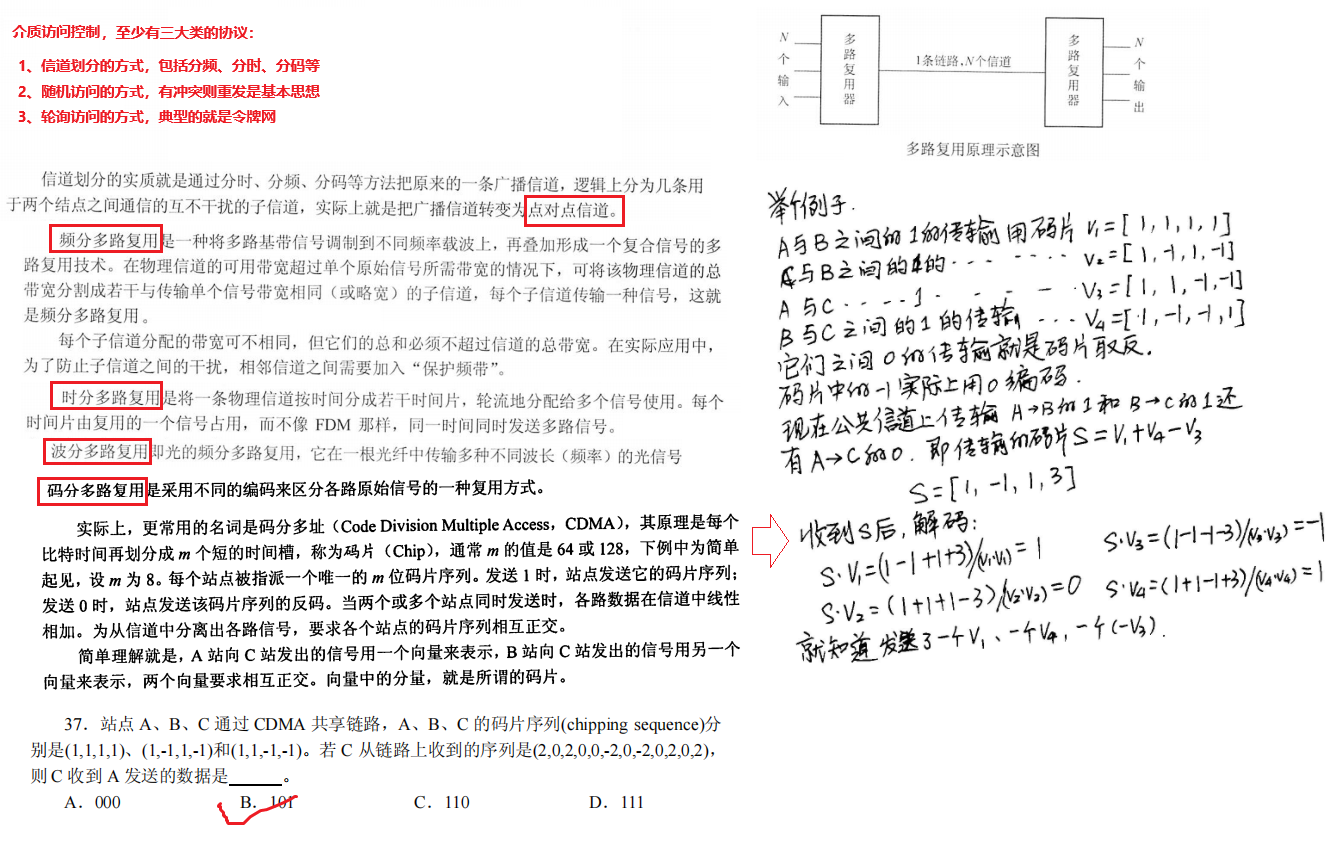 介质访问控制，至少有三大类的协议：
1、信道划分的方式，包括分频、分时、分码等
2、随机访问的方式，有冲突则重发是基本思想
3、轮询访问的方式，典型的就是令牌网
信道划分的实质就是通过分时、分频、分码等方法把原来的一条广播信道，逻辑上分为几条用
于两个结点之间通信的互不干扰的子信道，实际上就是把广播信道转变为点对点信道。
频分多路复用是一种将多路基带信号调制到不同频率载波上，再叠加形成一个复合信号的多
路复用技术。在物理信道的可用带宽超过单个原始信号所需带宽的情况下，可将该物理信道的总
带宽分割成若干与传输单个信号带宽相同（或略宽）的子信道，每个子信道传输一种信号，这就
是频分多路复用。
每个子信道分配的带宽可不相同，但它们的总和必须不超过信道的总带宽。在实际应用中，
为了防止子信道之间的干扰，相邻信道之间需要加入“保护频带”。
时分多路复用是将一条物理信道按时间分成若干时间片，轮流地分配给多个信号使用。每个
时间片由复用的一个信号占用，而不像 FDM 那样，同一时间同时发送多路信号。
波分多路复用即光的频分多路复用，它在一根光纤中传输多种不同波长（频率）的光信号
码分多路复用是采用不同的编码来区分各路原始信号的一种复用方式。
实际上，更常用的名词是码分多址（Code Division Multiple Access，CDMA），其原理是每个
比特时间再划分成 m 个短的时间槽，称为码片（Chip），通常 m 的值是 64 或 128，下例中为简单
起见，设 m 为 8。每个站点被指派一个唯一的 m 位码片序列。发送 1 时，站点发送它的码片序列；
发送 0 时，站点发送该码片序列的反码。当两个或多个站点同时发送时，各路数据在信道中线性
相加。为从信道中分离出各路信号，要求各个站点的码片序列相互正交。
简单理解就是，A 站向 C 站发出的信号用一个向量来表示，B 站向 C 站发出的信号用另一个
向量来表示，两个向量要求相互正交。向量中的分量，就是所谓的码片。
37．站点 A、B、C 通过 CDMA 共享链路，A、B、C 的码片序列(chipping sequence)分
别是(1,1,1,1)、(1,-1,1,-1)和(1,1,-1,-1)。若 C 从链路上收到的序列是(2,0,2,0,0,-2,0,-2,0,2,0,2)，
则 C 收到 A 发送的数据是______。
A．000 B．101 C．110 D．111
N个输入
多路复用器
1条链路，N个信道
多路复用器
N个输出
多路复用原理示意图
举个例子．
A与B之间的1的传输用码片 V₁=[1, 1, 1, 1]
C与B之间的1的········· V₂=[1, -1, 1, -1]
A与C····1····· V₃=[1, 1, -1, -1]
B与C之间的1的传输··· V₄=[1, -1, -1, 1]
它们之间0的传输就是码片取反．
码片中的-1实际上用0编码．
现在公共信道上传输 A→B的1和B→C的1还
有A→C的0．即传输的码片S=V₁+V₄-V₃
S=[1, -1, 1, 3]
收到S后，解码：
S·V₁=(1-1+1+3)/(V₁·V₁)=1 S·V₃=(1-1-1-3)/(V₃·V₃)=-1
S·V₂=(1+1+1-3)/(V₂·V₂)=0 S·V₄=(1+1-1+3)/(V₄·V₄)=1
就知道发送了一个V₁、一个V₄，一个(-V₃)．